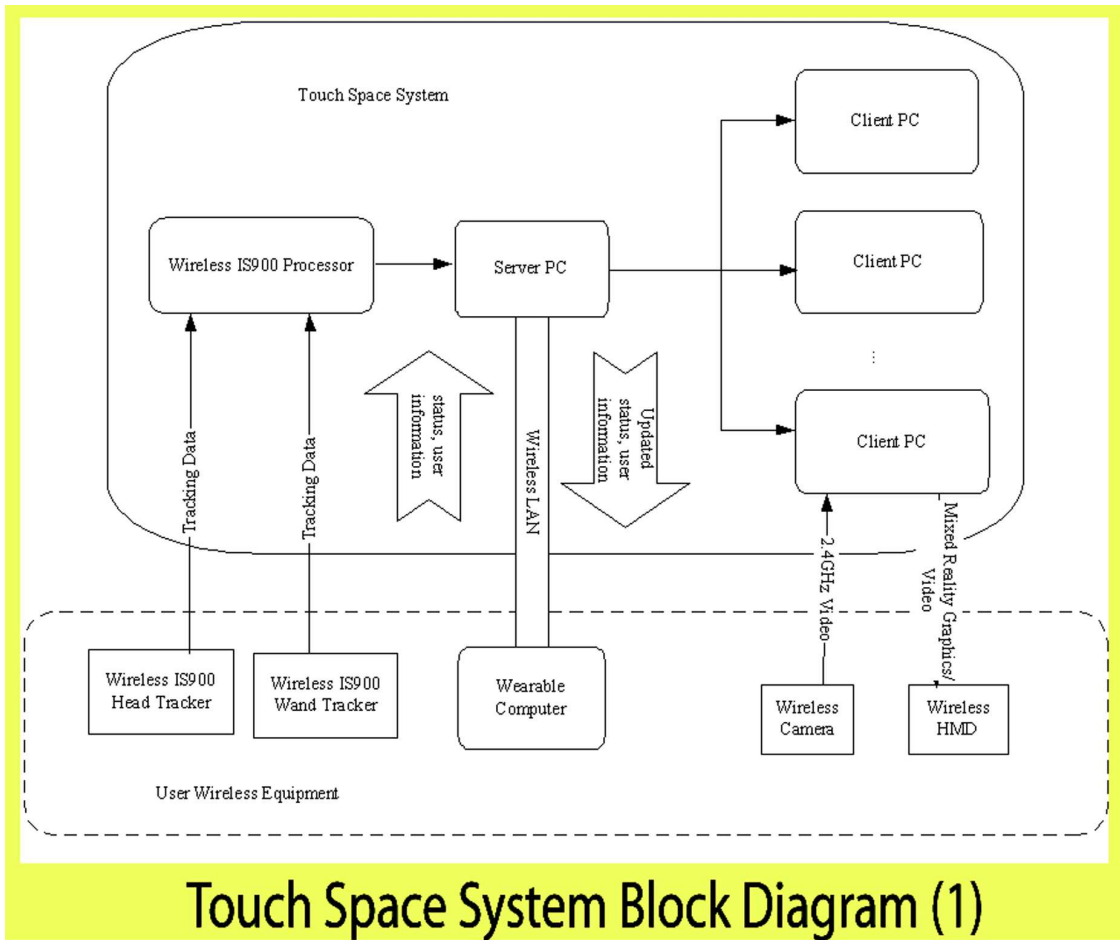 Touch Space System
Client PC
Wireless IS900 Processor
Server PC
Client PC
...
Client PC
Tracking Data
Tracking Data
status, user
information
Wireless LAN
Updated
status, user
information
2.4GHz Video
Mixed Reality Graphics/
Video
Wireless IS900
Head Tracker
Wireless IS900
Wand Tracker
Wearable
Computer
Wireless
Camera
Wireless
HMD
User Wireless Equipment
Touch Space System Block Diagram (1)